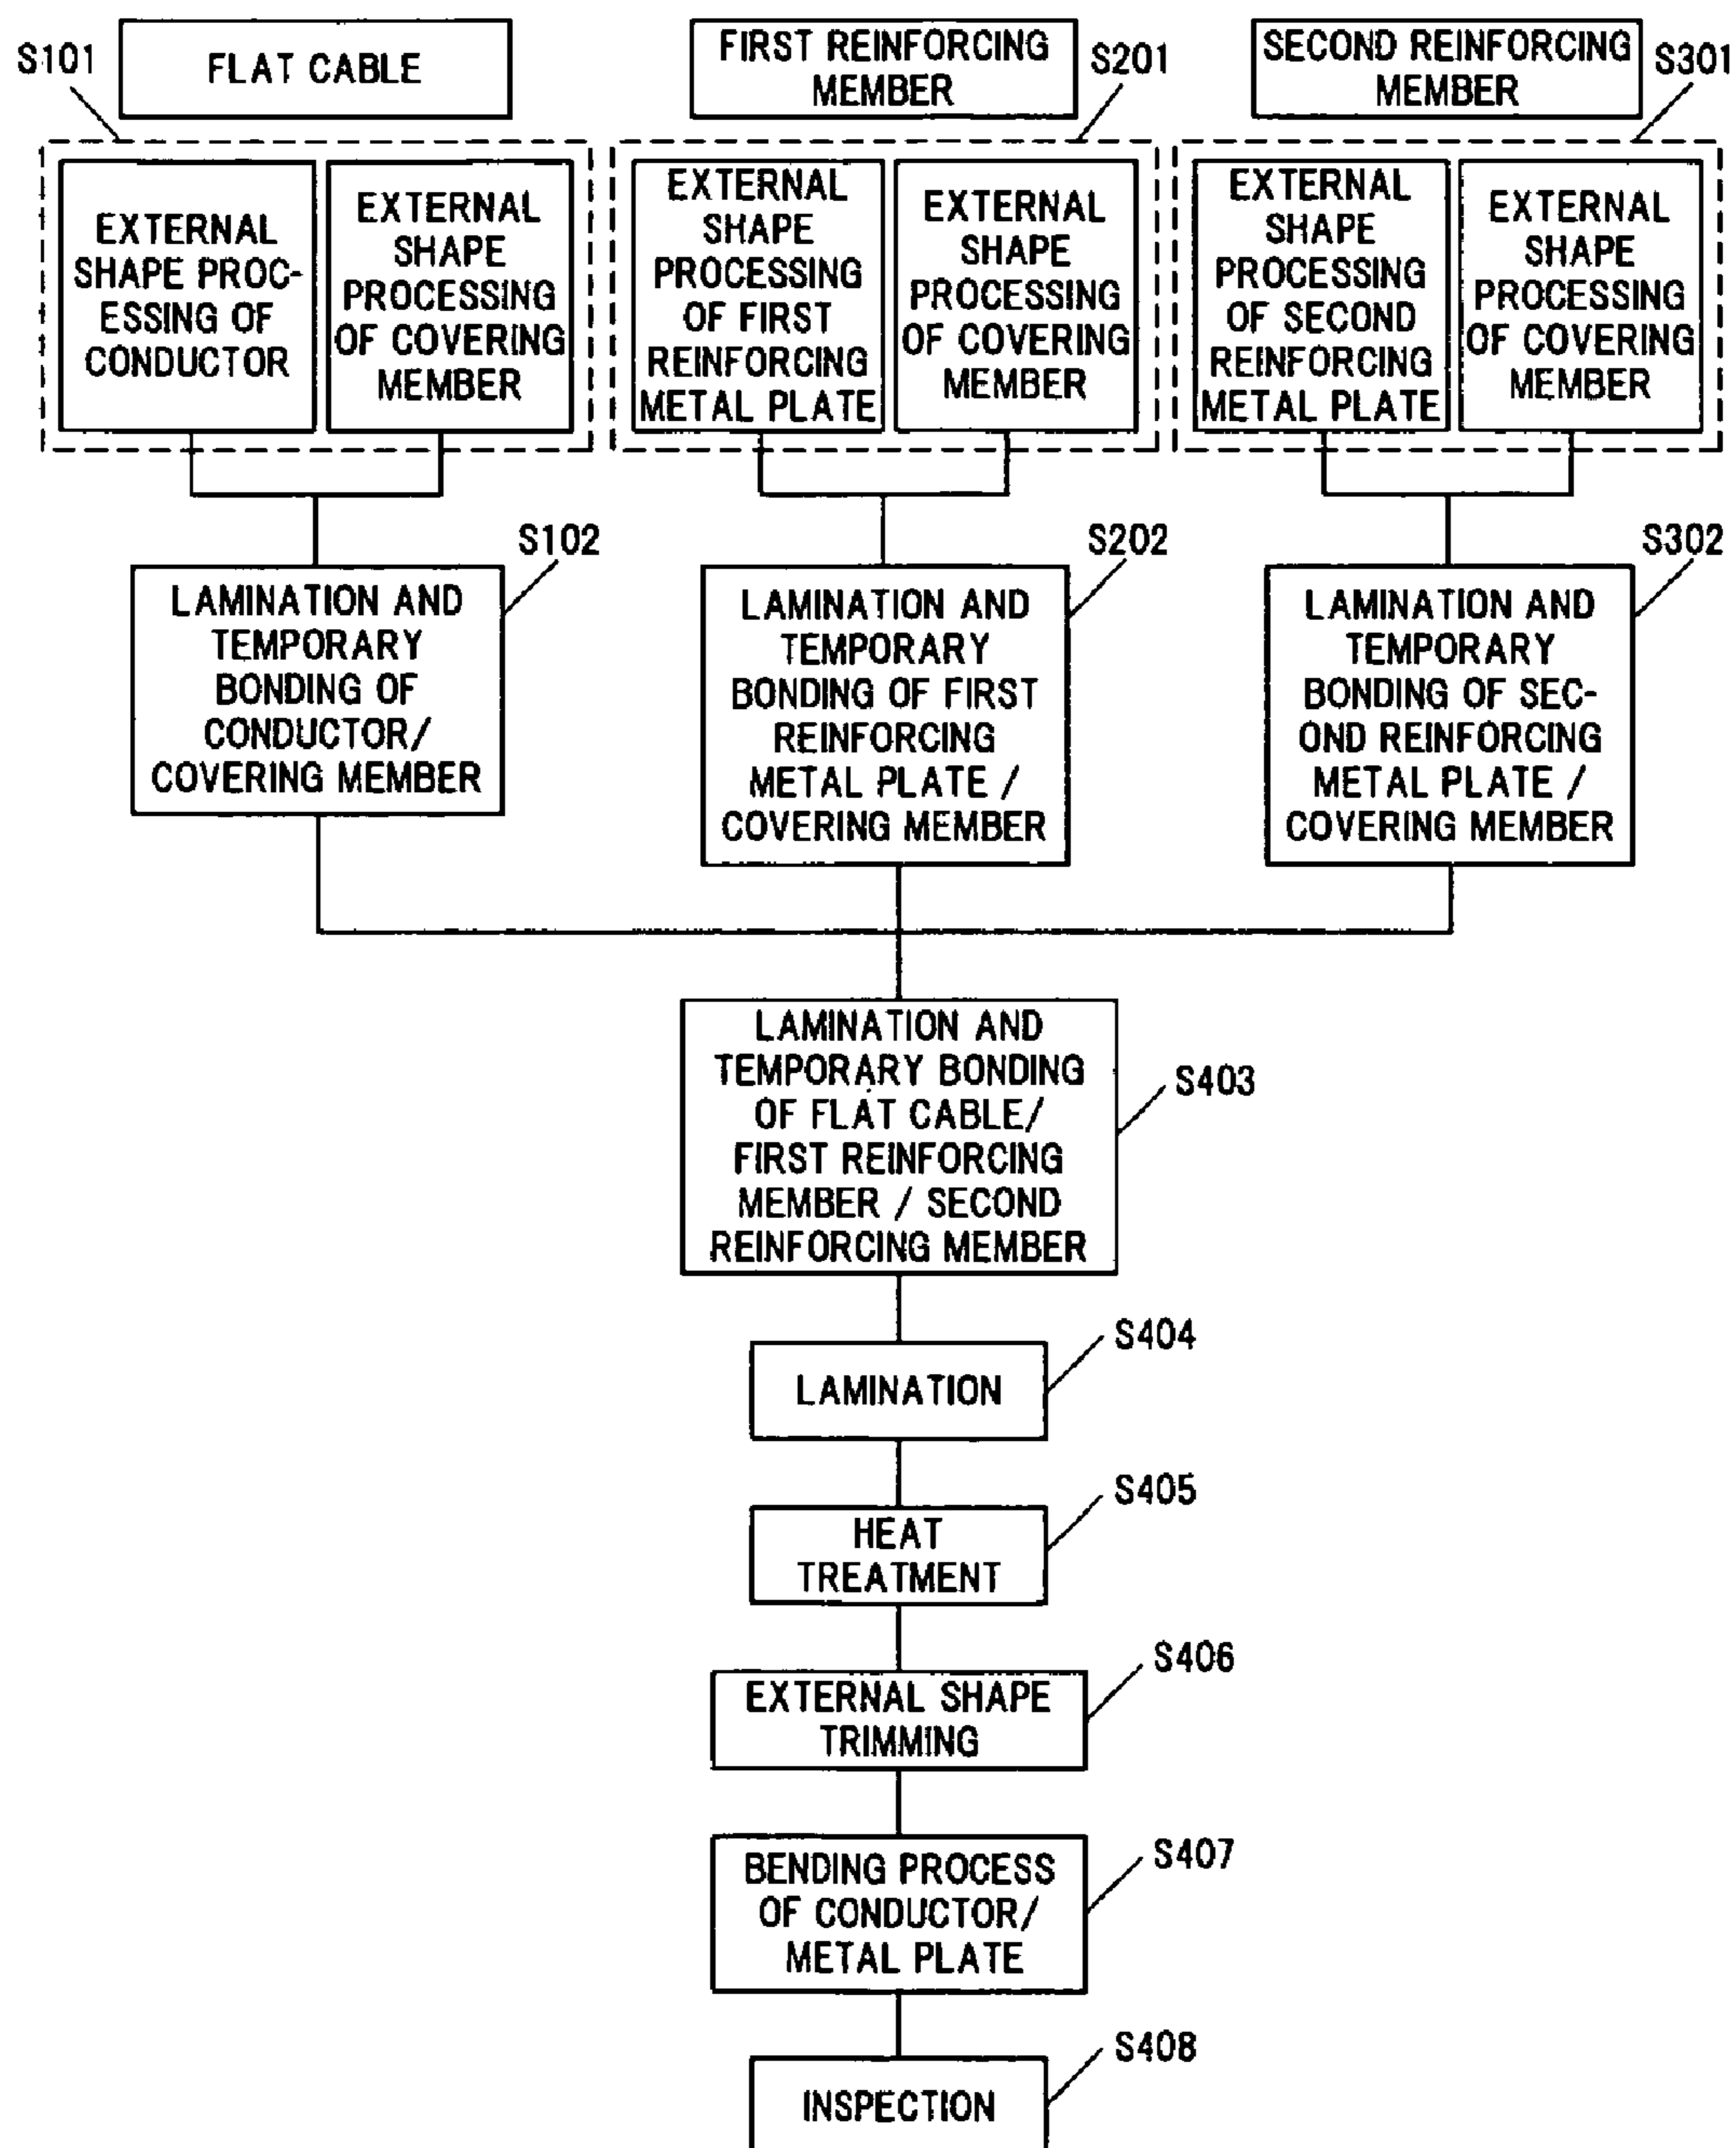 FLAT CABLE
FIRST REINFORCING
MEMBER
SECOND REINFORCING
MEMBER
S101
S201
S301
EXTERNAL
SHAPE PROC-
ESSING OF
CONDUCTOR
EXTERNAL
SHAPE
PROCESSING
OF COVERING
MEMBER
EXTERNAL
SHAPE
PROCESSING
OF FIRST
REINFORCING
METAL PLATE
EXTERNAL
SHAPE
PROCESSING
OF COVERING
MEMBER
EXTERNAL
SHAPE
PROCESSING
OF SECOND
REINFORCING
METAL PLATE
EXTERNAL
SHAPE
PROCESSING
OF COVERING
MEMBER
S102
LAMINATION AND
TEMPORARY
BONDING OF
CONDUCTOR/
COVERING MEMBER
S202
LAMINATION AND
TEMPORARY
BONDING OF FIRST
REINFORCING
METAL PLATE /
COVERING MEMBER
S302
LAMINATION AND
TEMPORARY
BONDING OF SEC-
OND REINFORCING
METAL PLATE /
COVERING MEMBER
LAMINATION AND
TEMPORARY BONDING
OF FLAT CABLE/
FIRST REINFORCING
MEMBER / SECOND
REINFORCING MEMBER
S403
S404
LAMINATION
S405
HEAT
TREATMENT
S406
EXTERNAL SHAPE
TRIMMING
S407
BENDING PROCESS
OF CONDUCTOR/
METAL PLATE
S408
INSPECTION